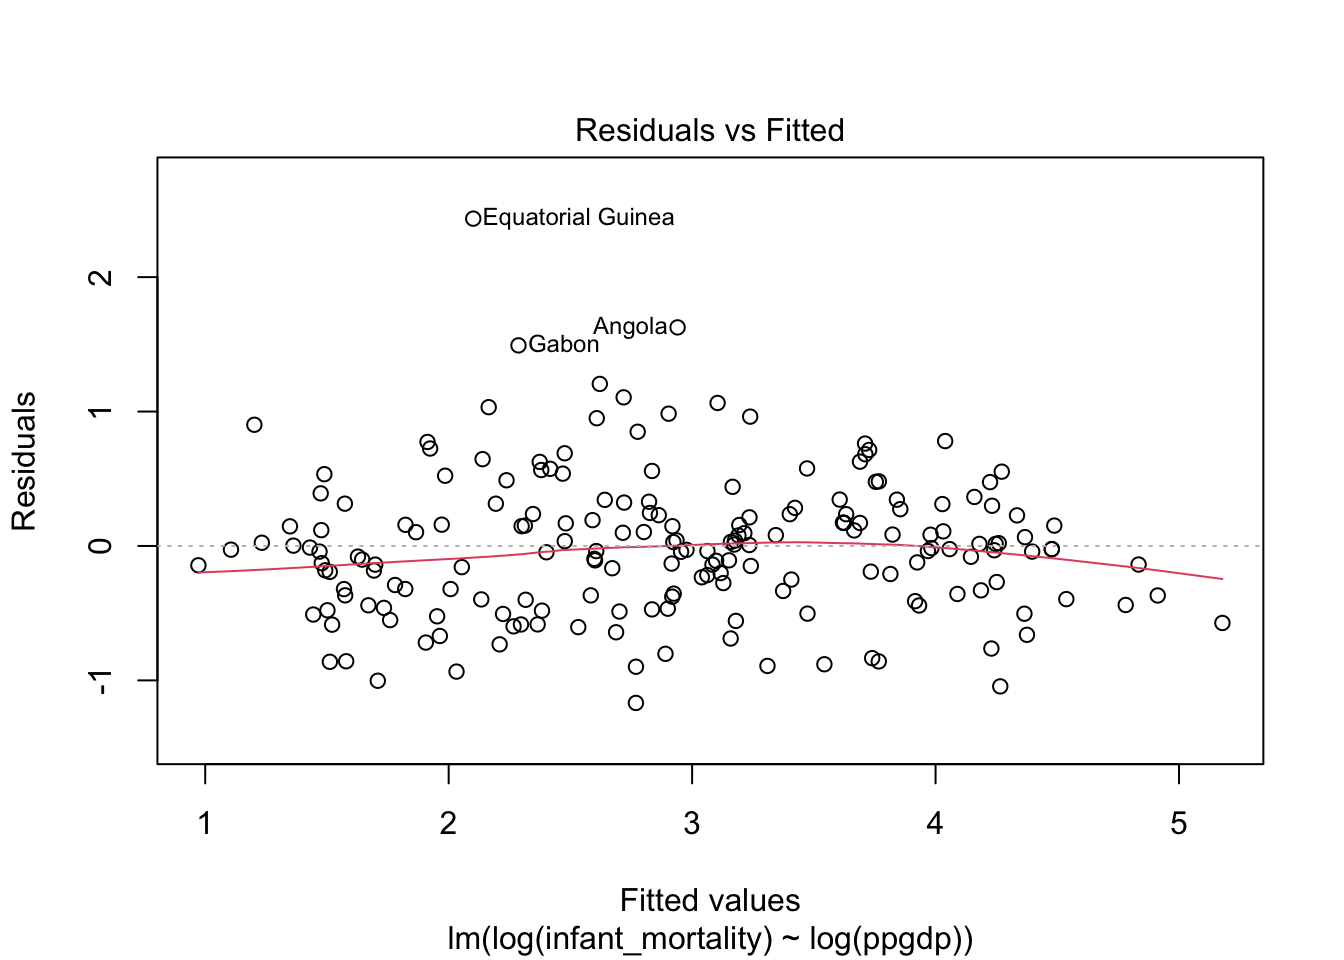 Residuals vs Fitted
Equatorial Guinea
Angola
Gabon
Residuals
2
1
0
-1
1 2 3 4 5
Fitted values
lm(log(infant_mortality) ~ log(ppgdp))